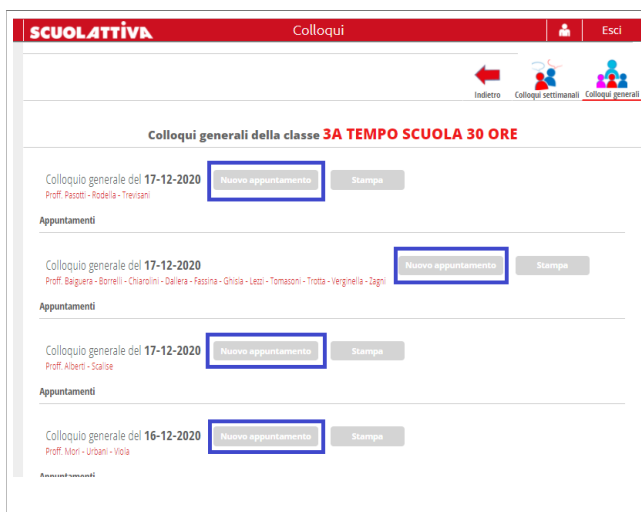 SCUOLATTIVA Colloqui Esci
Indietro Colloqui settimanali Colloqui generali
Colloqui generali della classe 3A TEMPO SCUOLA 30 ORE
Colloquio generale del 17-12-2020 Nuovo appuntamento Stampa
Proff. Pasotti - Rodella - Trevisani
Appuntamenti
Colloquio generale del 17-12-2020 Nuovo appuntamento Stampa
Proff. Baiguera - Borrelli - Chiarolini - Dallera - Fassina - Ghisla - Lezzi - Tomasoni - Trotta - Verginella - Zagni
Appuntamenti
Colloquio generale del 17-12-2020 Nuovo appuntamento Stampa
Proff. Alberti - Scalise
Appuntamenti
Colloquio generale del 16-12-2020 Nuovo appuntamento Stampa
Proff. Mori - Urbani - Viola
Appuntamenti